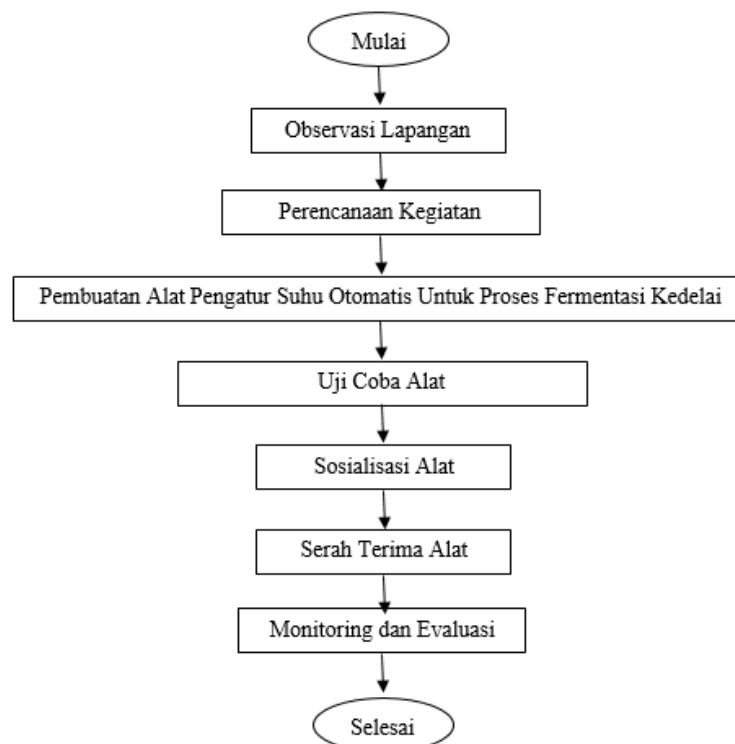 Mulai
Observasi Lapangan
Perencanaan Kegiatan
Pembuatan Alat Pengatur Suhu Otomatis Untuk Proses Fermentasi Kedelai
Uji Coba Alat
Sosialisasi Alat
Serah Terima Alat
Monitoring dan Evaluasi
Selesai